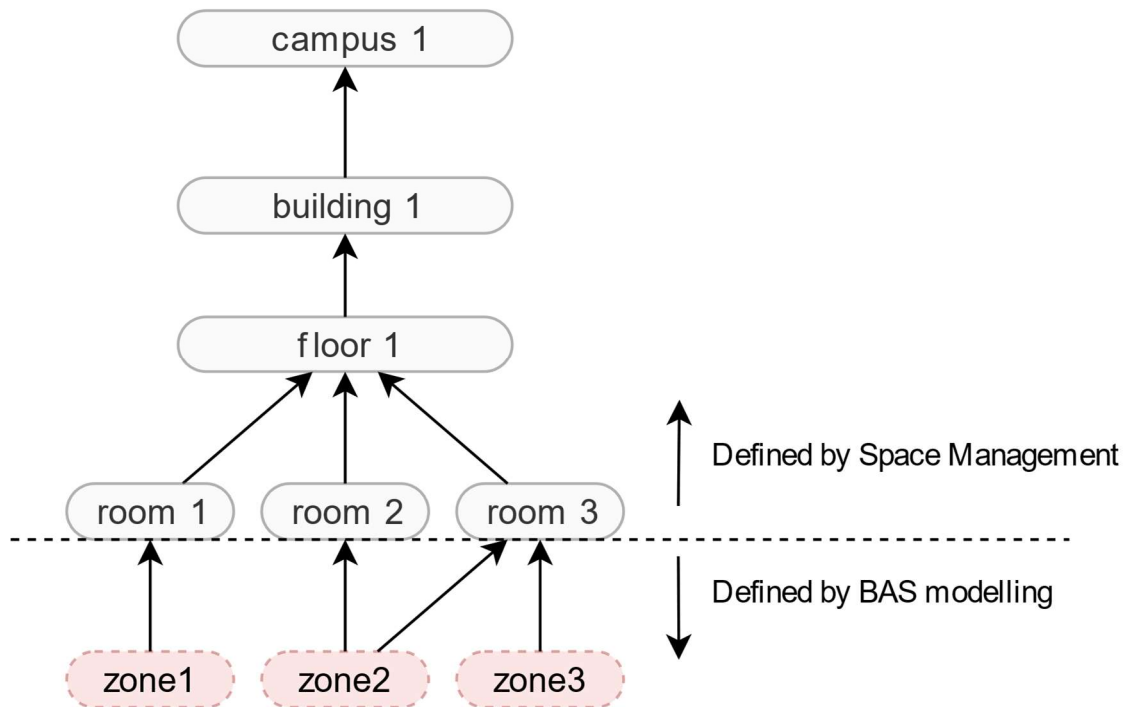 campus 1
building 1
floor 1
Defined by Space Management
room 1
room 2
room 3
Defined by BAS modelling
zone1
zone2
zone3